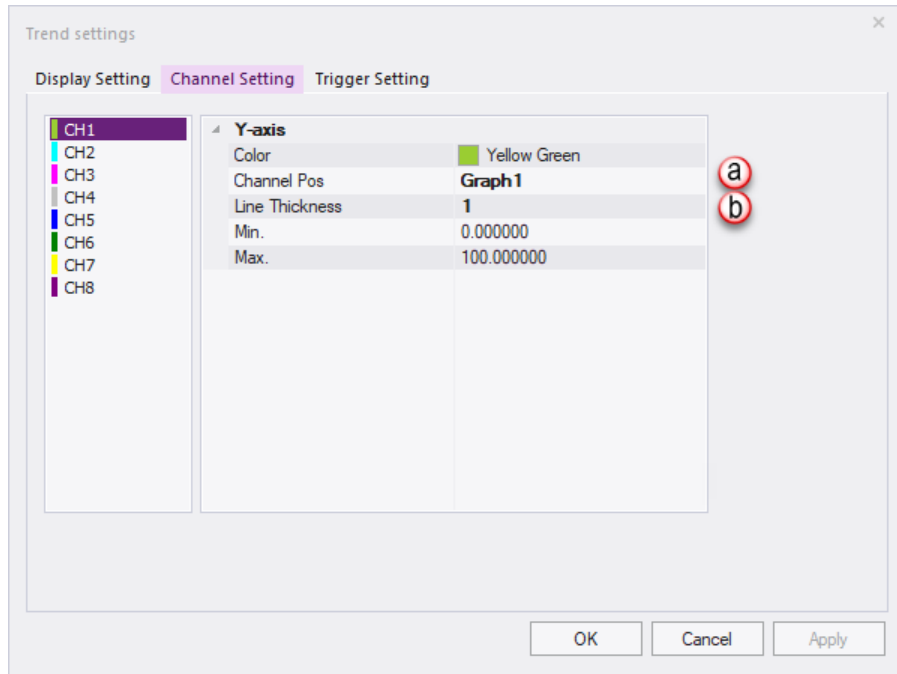 Trend settings
Display Setting Channel Setting Trigger Setting
CH1
CH2
CH3
CH4
CH5
CH6
CH7
CH8
Y-axis
Color Yellow Green
Channel Pos Graph1 a
Line Thickness 1 b
Min. 0.000000
Max. 100.000000
OK Cancel Apply